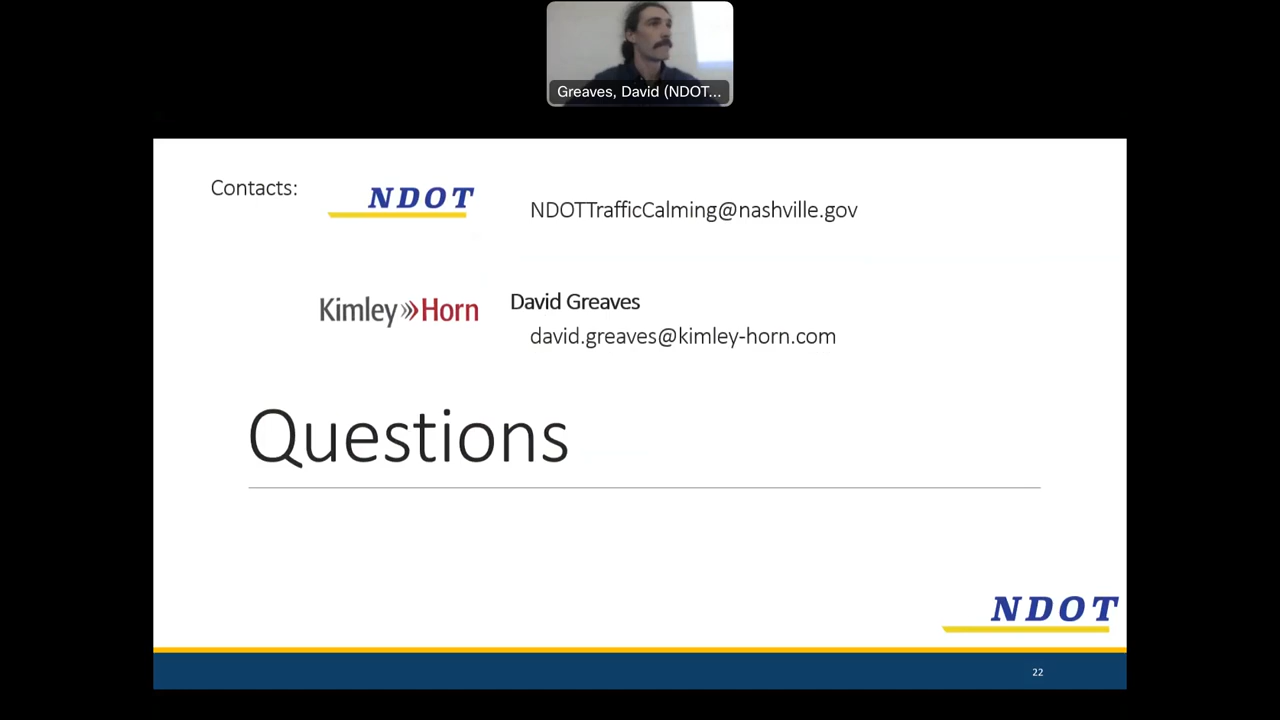 Greaves, David (NDOT...
Contacts:
NDOT
NDOTTrafficCalming@nashville.gov
Kimley»Horn
David Greaves
david.greaves@kimley-horn.com
Questions
NDOT
22